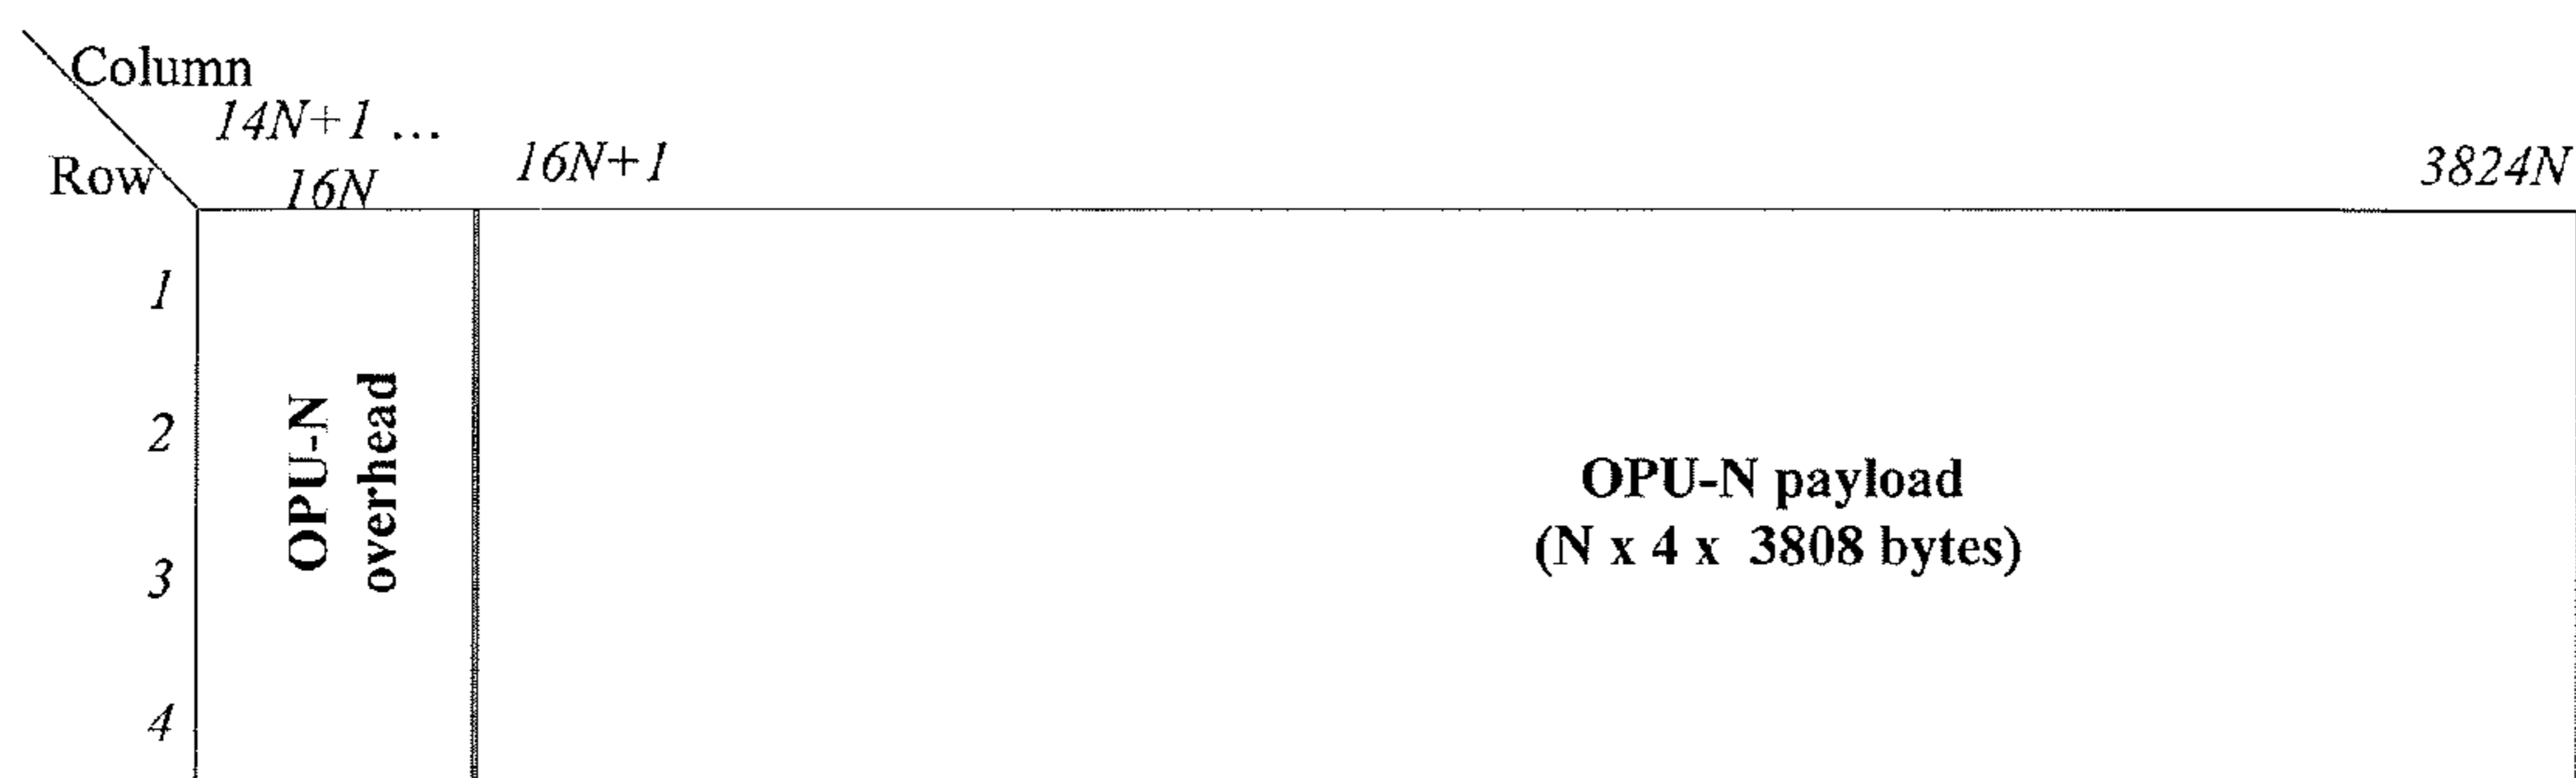 Column
14N+1 ...
16N
16N+1
3824N
Row
1
2
3
4
OPU-N
overhead
OPU-N payload
(N x 4 x 3808 bytes)